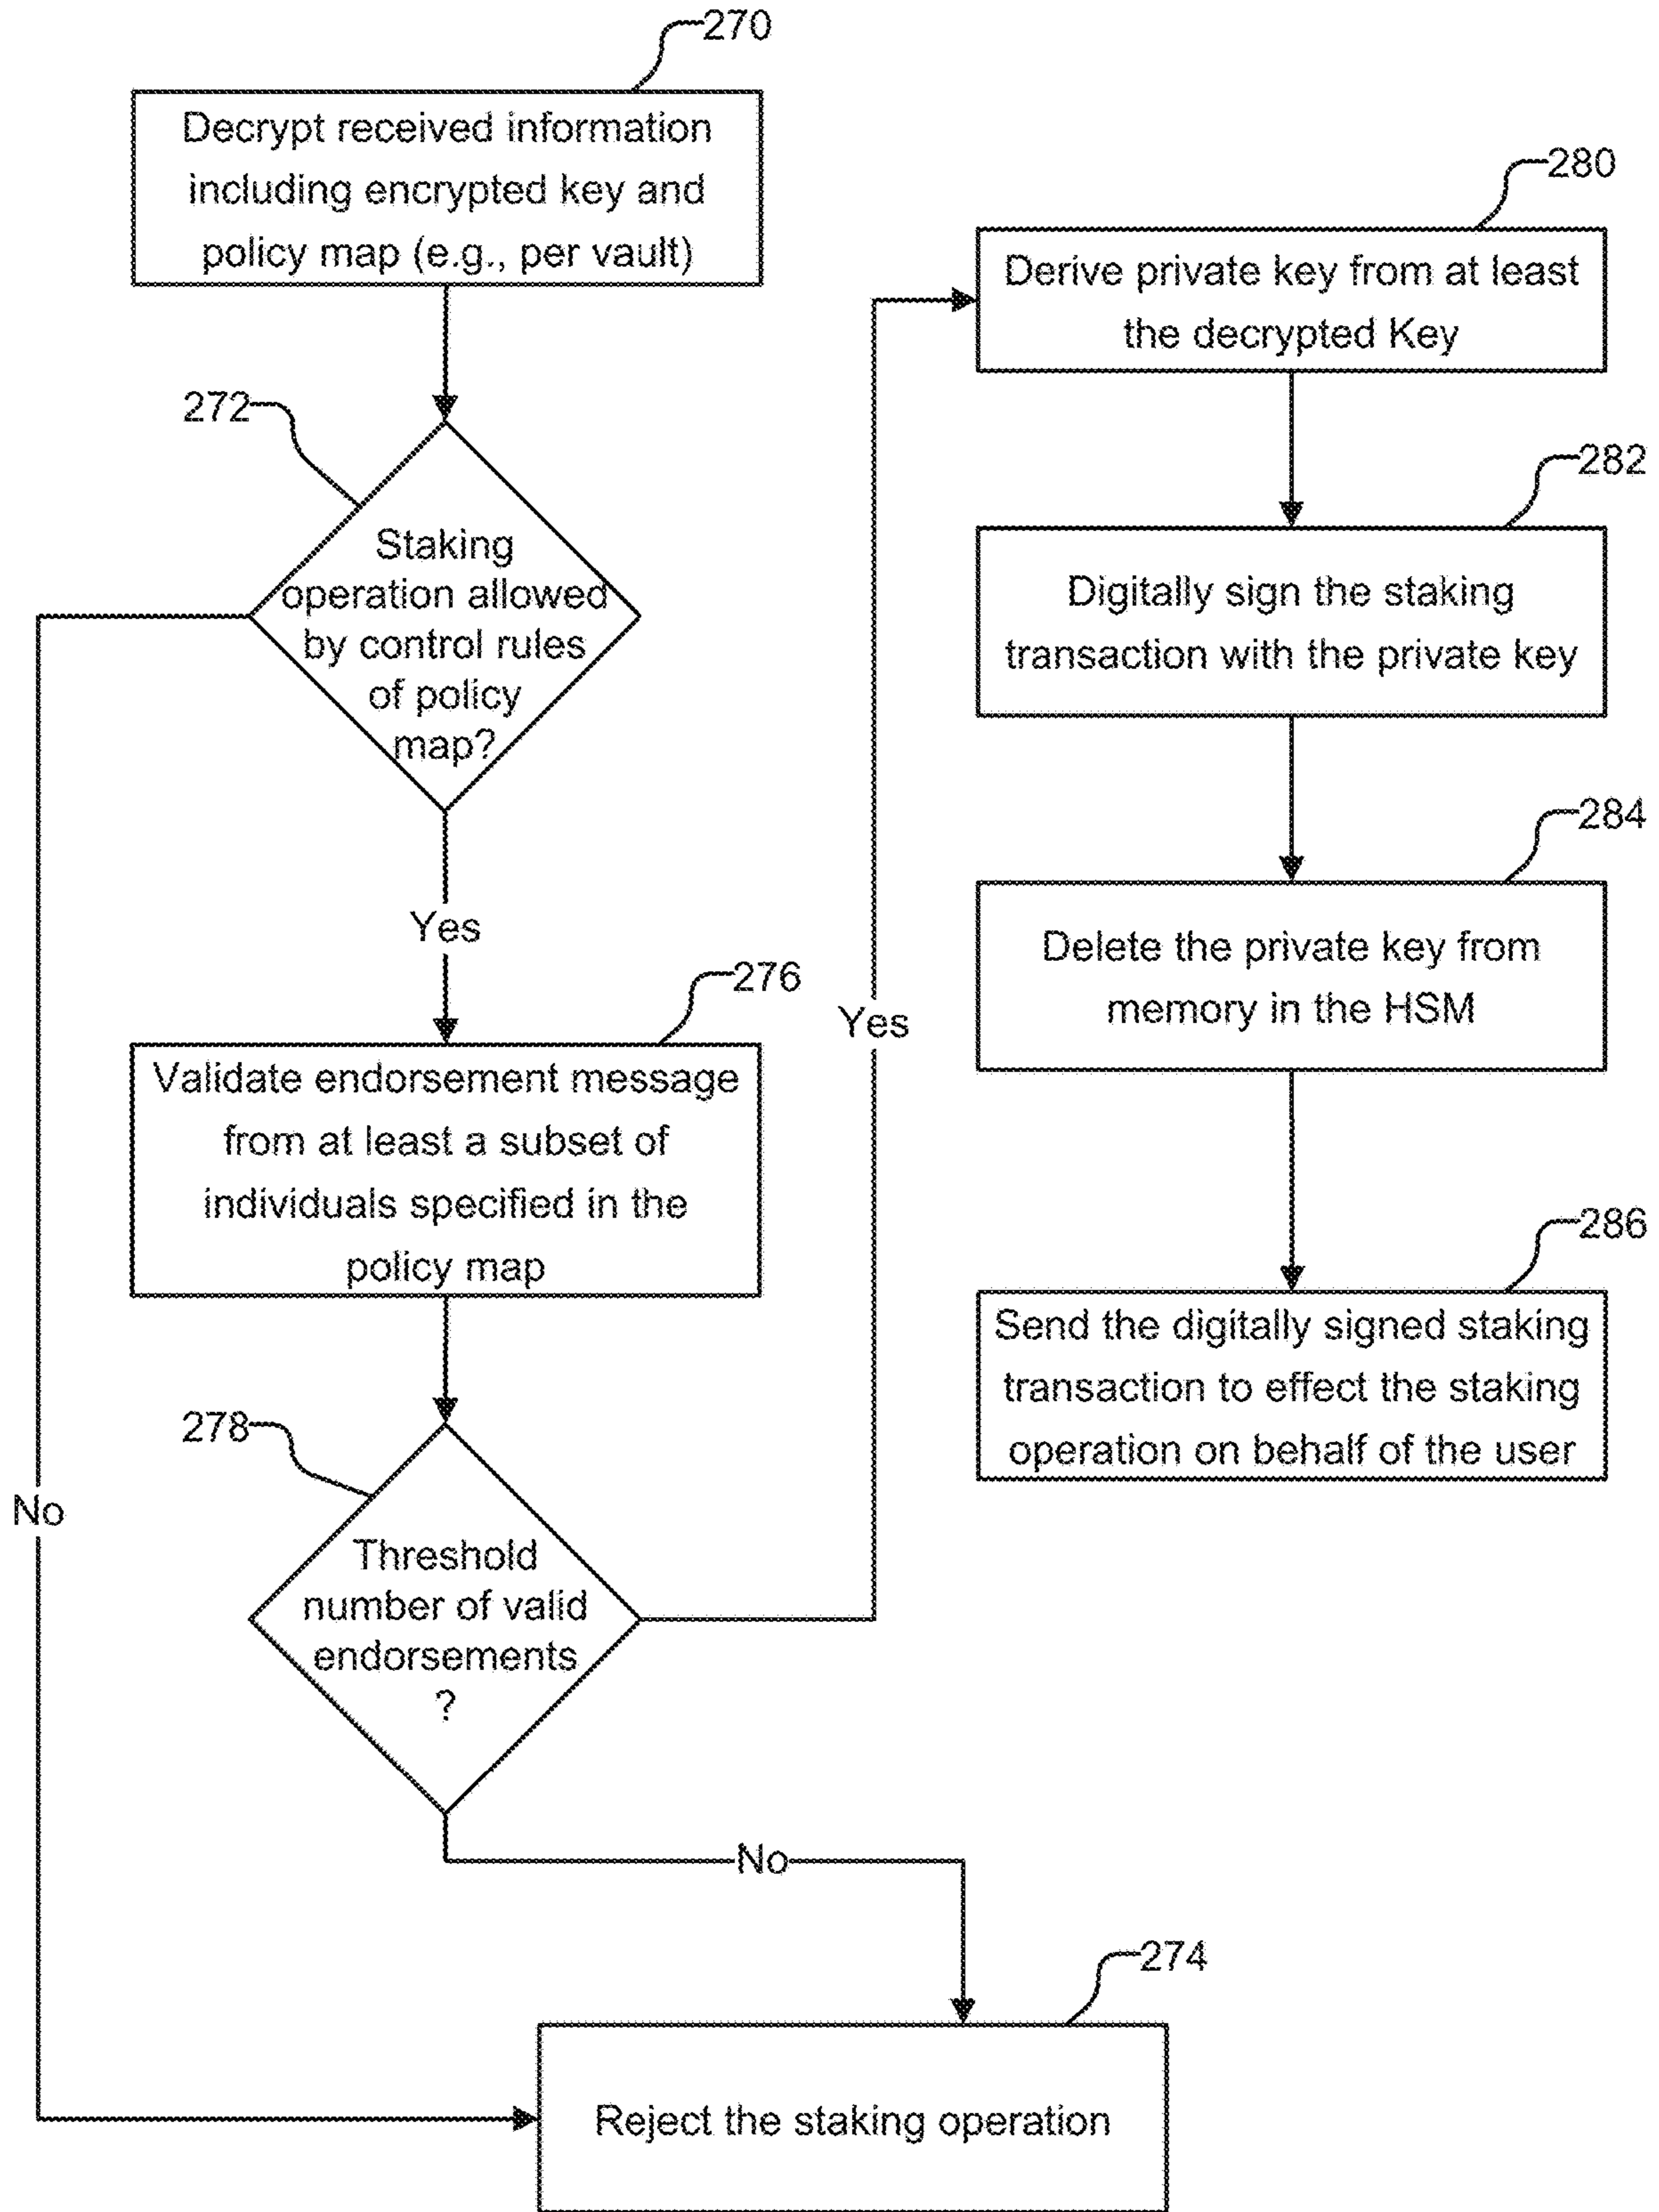 270
Decrypt received information
including encrypted key and
policy map (e.g., per vault)
272
Staking
operation allowed
by control rules
of policy
map?
Yes
276
Validate endorsement message
from at least a subset of
individuals specified in the
policy map
278
Threshold
number of valid
endorsements
?
No
Yes
No
280
Derive private key from at least
the decrypted Key
282
Digitally sign the staking
transaction with the private key
284
Delete the private key from
memory in the HSM
286
Send the digitally signed staking
transaction to effect the staking
operation on behalf of the user
274
Reject the staking operation